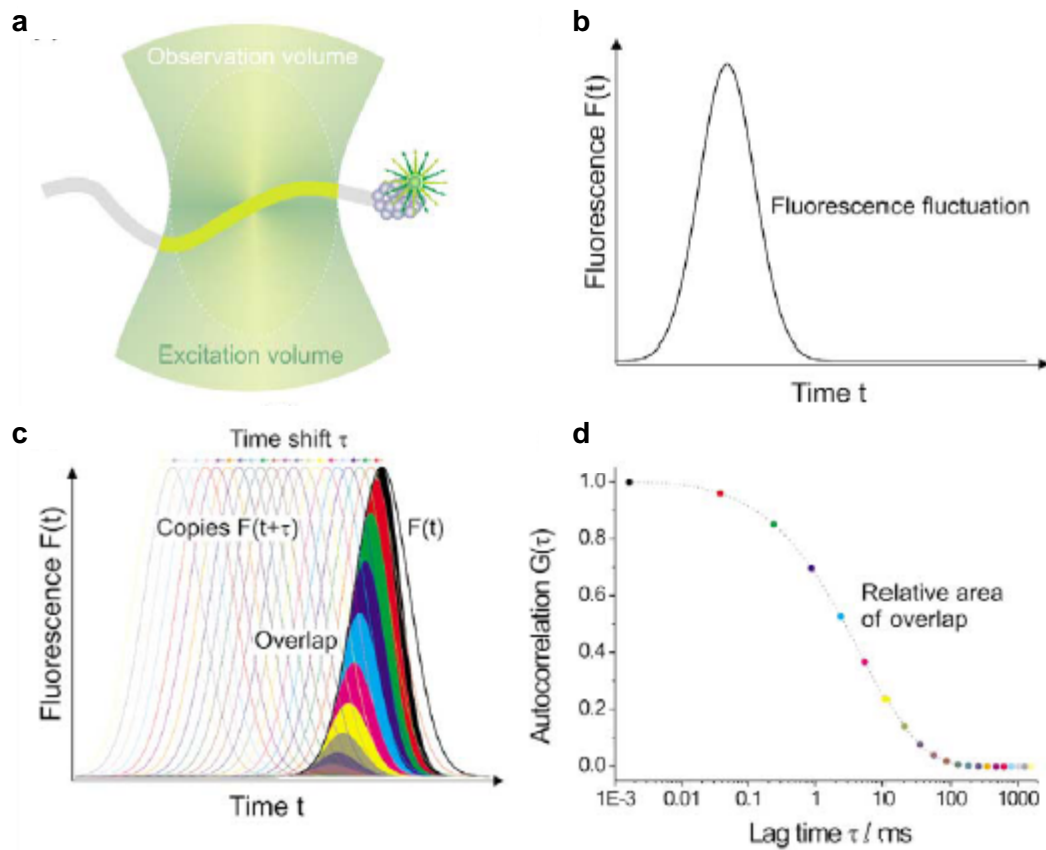 a
Observation volume
Excitation volume
b
Fluorescence F(t)
Fluorescence fluctuation
Time t
c
Time shift τ
Copies F(t+τ)
F(t)
Overlap
Fluorescence F(t)
Time t
d
Autocorrelation G(τ)
1.0
0.8
0.6
0.4
0.2
0.0
Relative area
of overlap
1E-3 0.01 0.1 1 10 100 1000
Lag time τ / ms